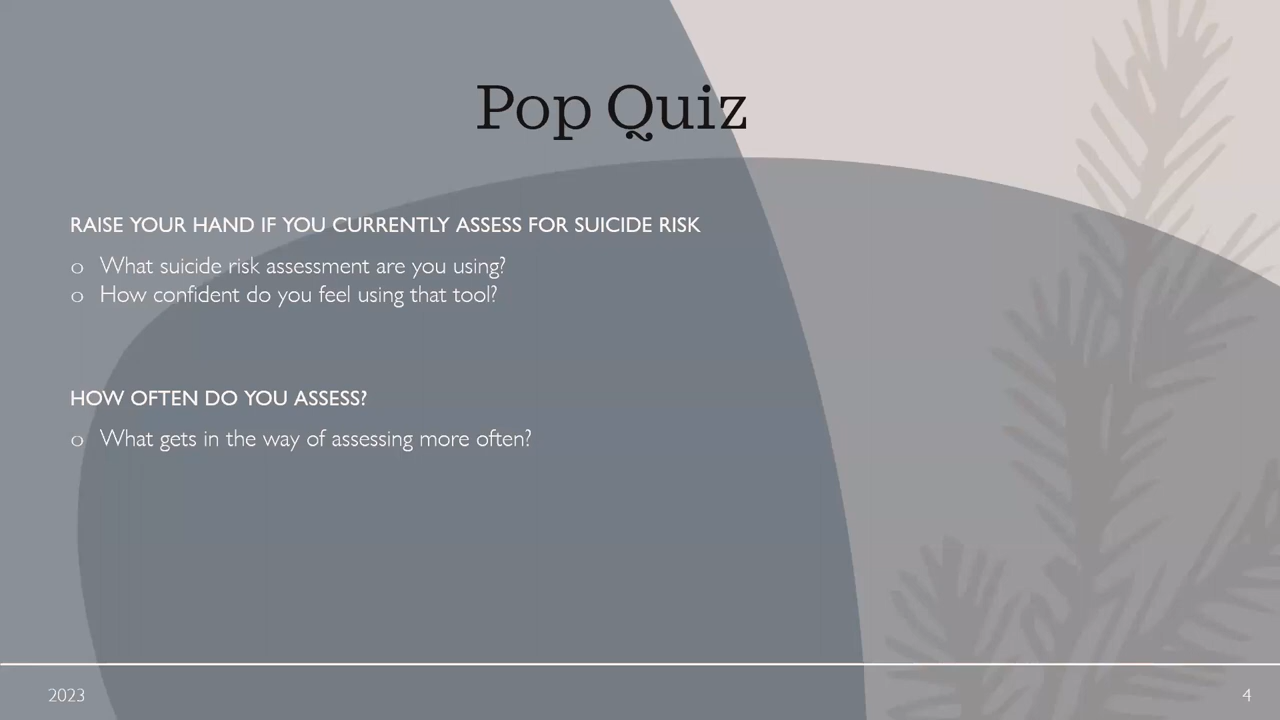 Pop Quiz
RAISE YOUR HAND IF YOU CURRENTLY ASSESS FOR SUICIDE RISK
o What suicide risk assessment are you using?
o How confident do you feel using that tool?
HOW OFTEN DO YOU ASSESS?
o What gets in the way of assessing more often?
2023
4